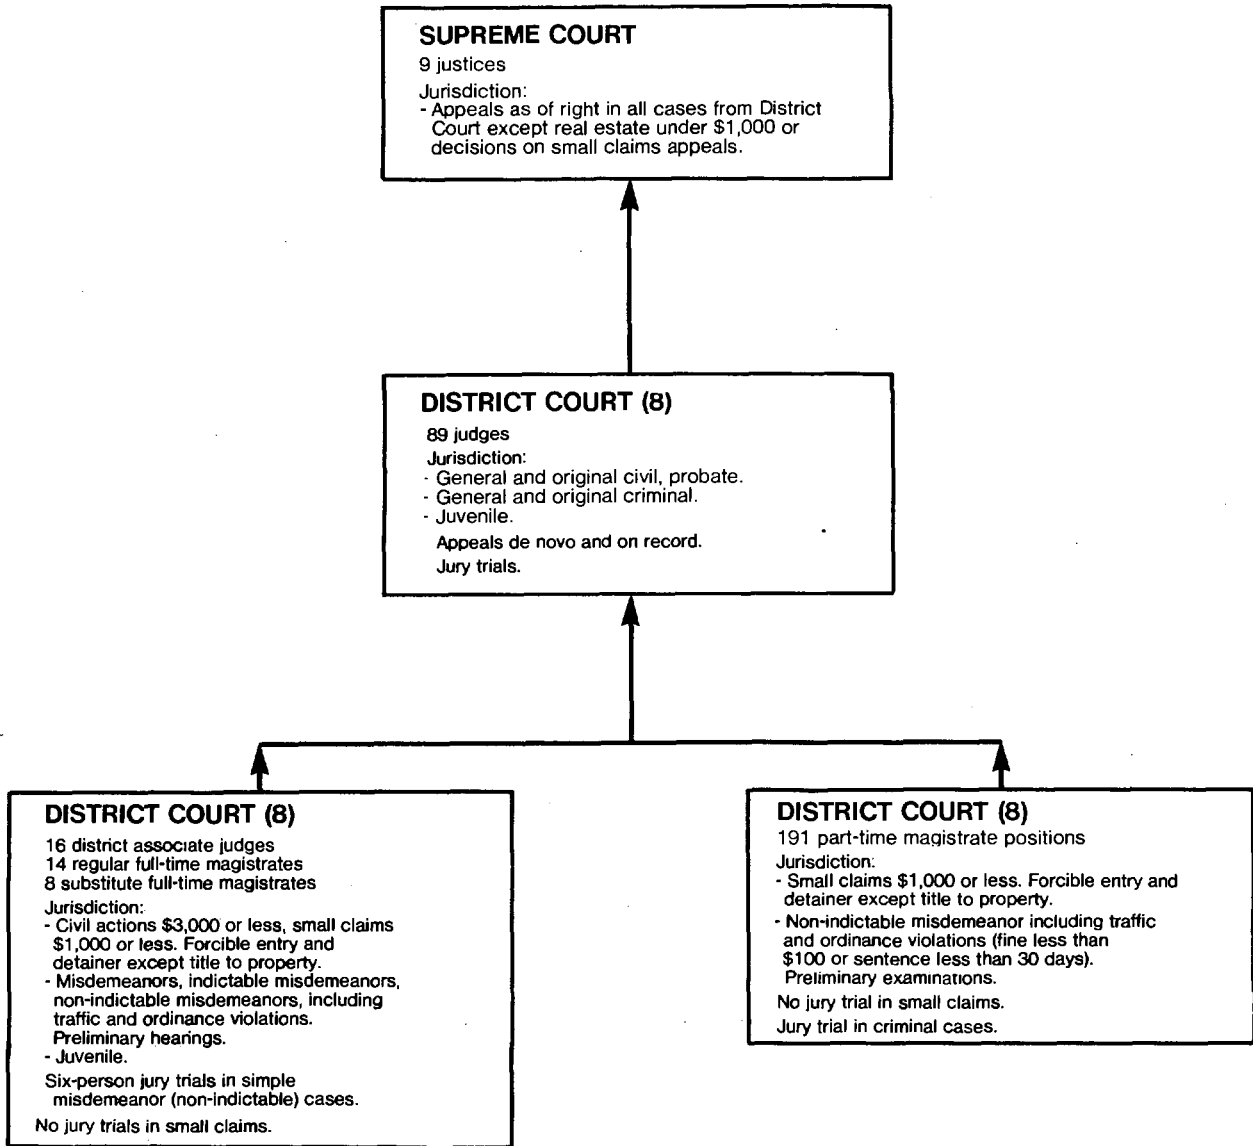 SUPREME COURT
9 justices
Jurisdiction:
- Appeals as of right in all cases from District
Court except real estate under $1,000 or
decisions on small claims appeals.
DISTRICT COURT (8)
89 judges
Jurisdiction:
- General and original civil, probate.
- General and original criminal.
- Juvenile.
Appeals de novo and on record.
Jury trials.
DISTRICT COURT (8)
16 district associate judges
14 regular full-time magistrates
8 substitute full-time magistrates
Jurisdiction:
- Civil actions $3,000 or less, small claims
$1,000 or less. Forcible entry and
detainer except title to property.
- Misdemeanors, indictable misdemeanors,
non-indictable misdemeanors, including
traffic and ordinance violations.
Preliminary hearings.
- Juvenile.
Six-person jury trials in simple
misdemeanor (non-indictable) cases.
No jury trials in small claims.
DISTRICT COURT (8)
191 part-time magistrate positions
Jurisdiction:
- Small claims $1,000 or less. Forcible entry and
detainer except title to property.
- Non-indictable misdemeanor including traffic
and ordinance violations (fine less than
$100 or sentence less than 30 days).
Preliminary examinations.
No jury trial in small claims.
Jury trial in criminal cases.